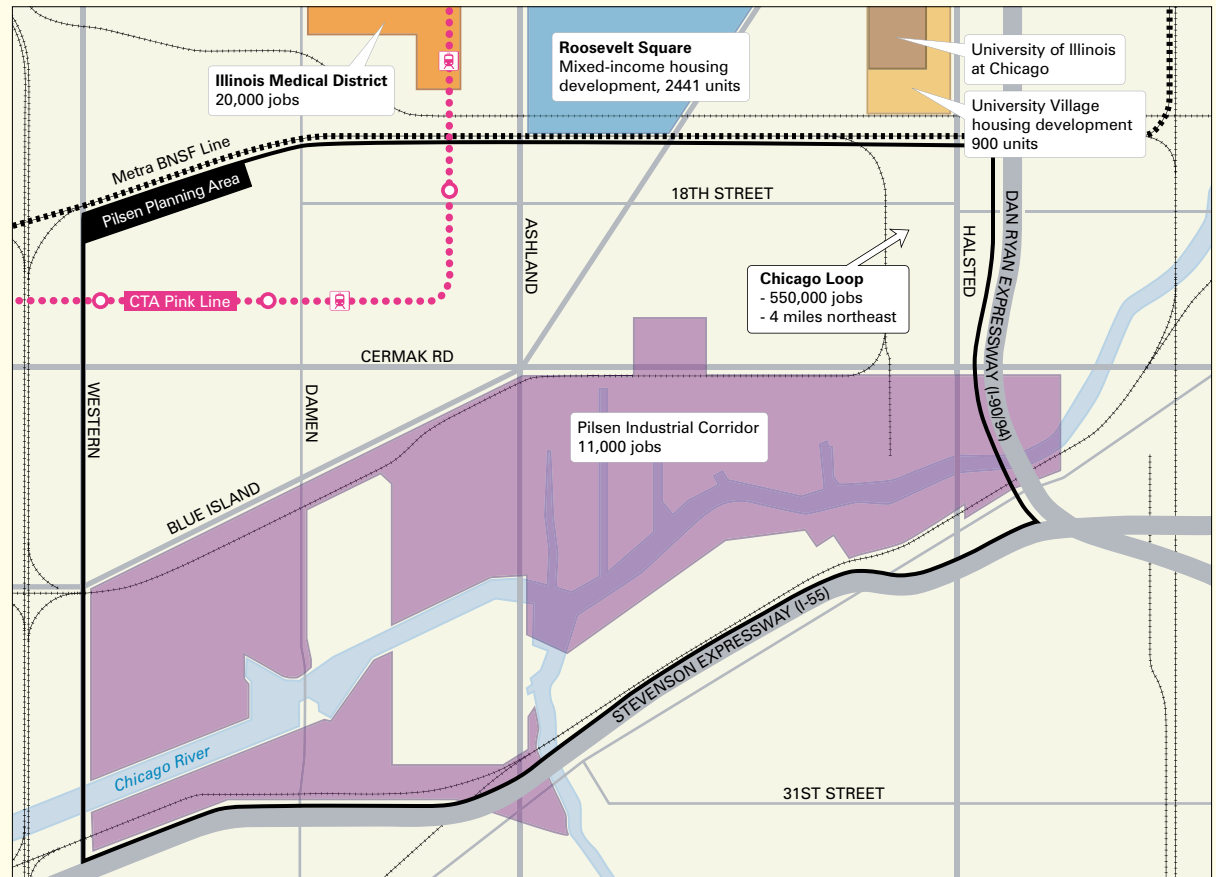 Illinois Medical District
20,000 jobs
Roosevelt Square
Mixed-income housing
development, 2441 units
University of Illinois
at Chicago
University Village
housing development
900 units
Metra BNSF Line
Pilsen Planning Area
18TH STREET
ASHLAND
HALSTED
DAN RYAN EXPRESSWAY (I-90/94)
CTA Pink Line
Chicago Loop
- 550,000 jobs
- 4 miles northeast
CERMAK RD
WESTERN
DAMEN
Pilsen Industrial Corridor
11,000 jobs
BLUE ISLAND
STEVENSON EXPRESSWAY (I-55)
Chicago River
31ST STREET